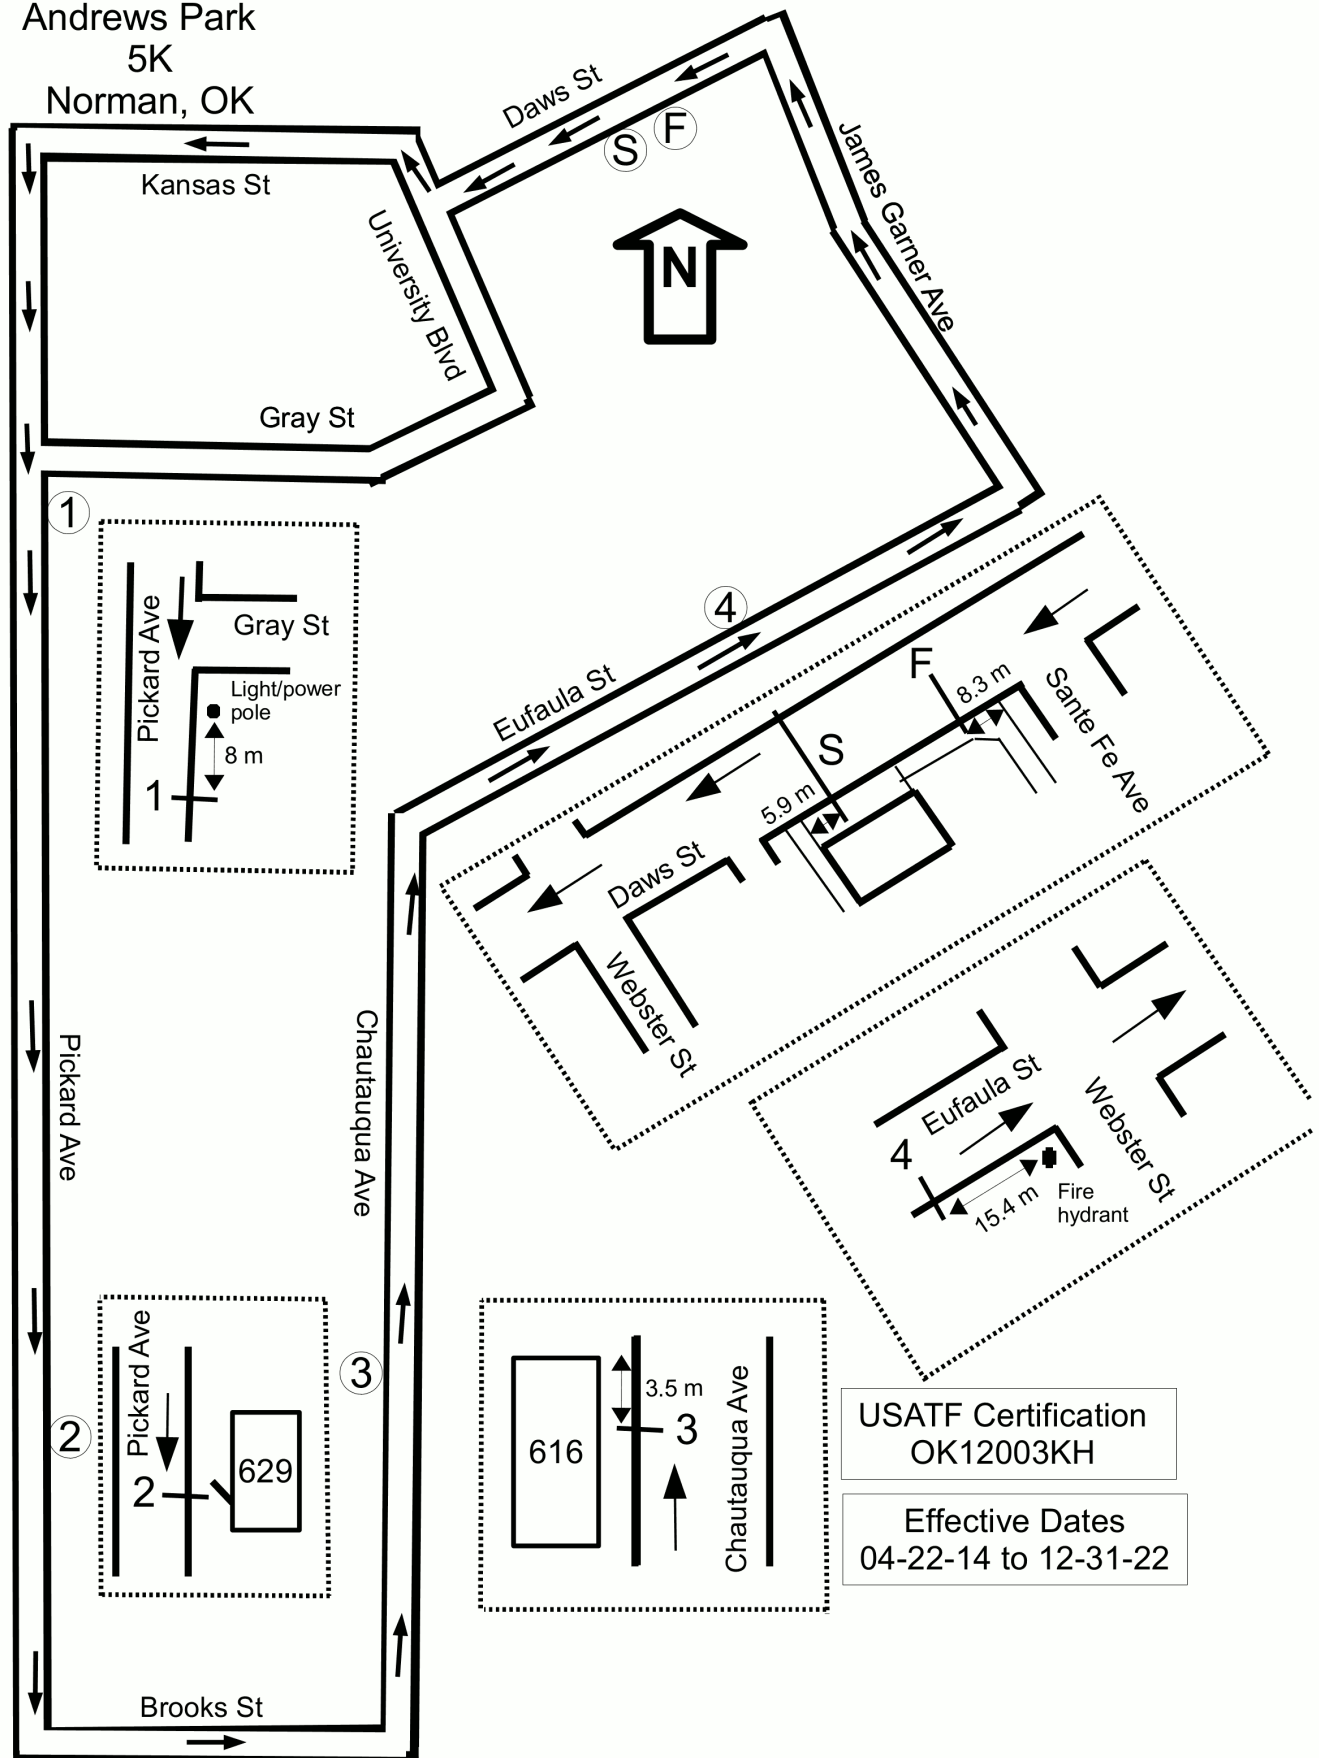 Andrews Park
5K
Norman, OK
Daws St
S
F
James Garner Ave
Kansas St
University Blvd
N
Gray St
1
Pickard Ave
Gray St
Light/power
pole
8 m
1
4
Eufaula St
F
8.3 m
Sante Fe Ave
S
5.9 m
Daws St
Webster St
Pickard Ave
Chautauqua Ave
Eufaula St
4
Webster St
15.4 m
Fire
hydrant
2
Pickard Ave
2
629
3
616
3.5 m
3
Chautauqua Ave
USATF Certification
OK12003KH
Effective Dates
04-22-14 to 12-31-22
Brooks St